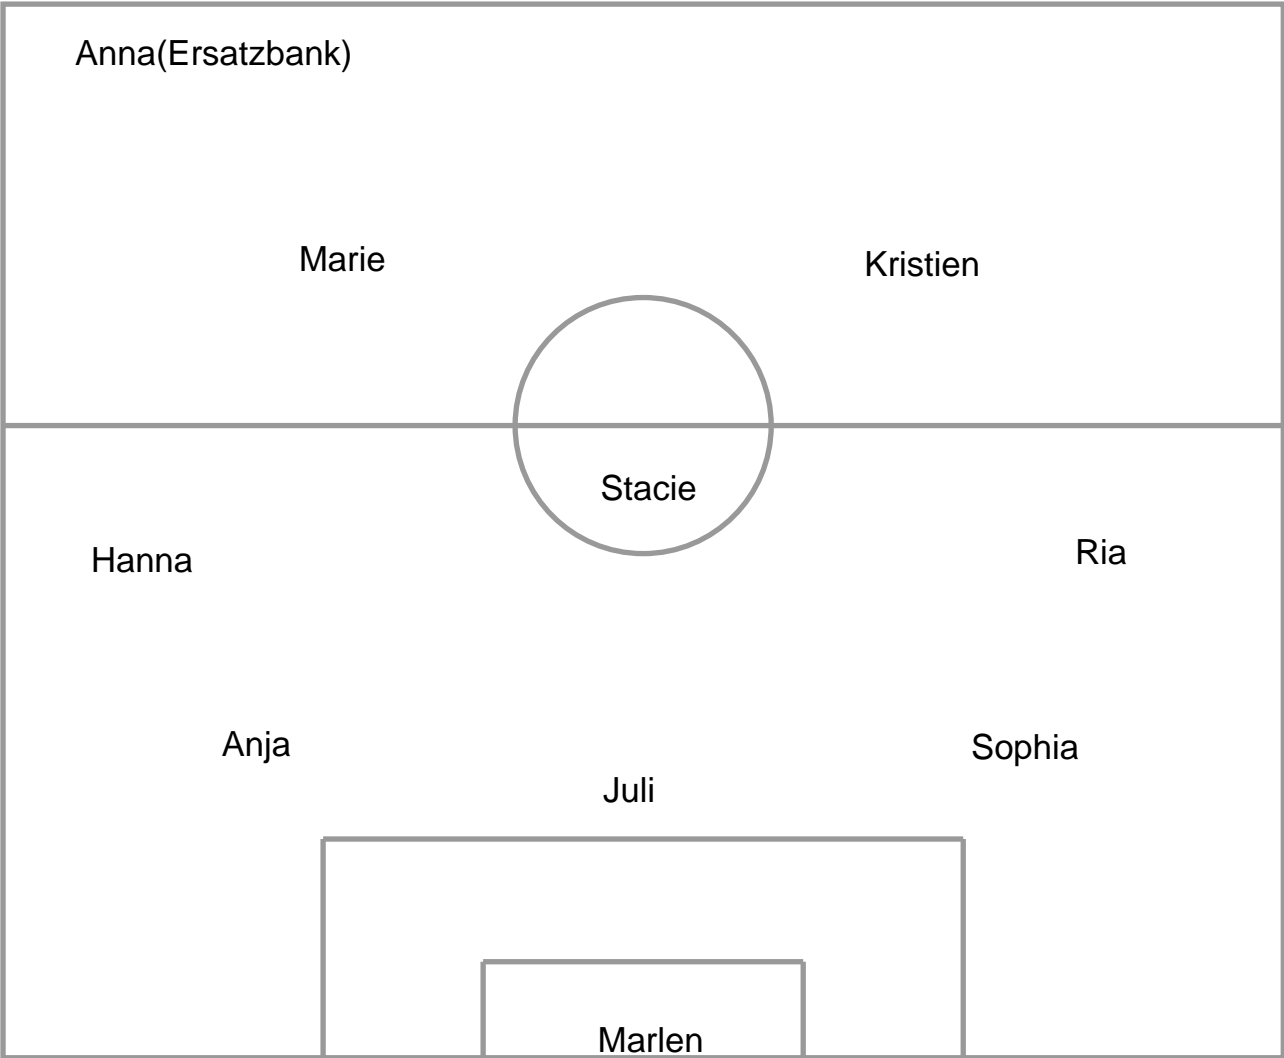 Anna(Ersatzbank)
Marie
Kristien
Stacie
Hanna
Ria
Anja
Sophia
Juli
Marlen